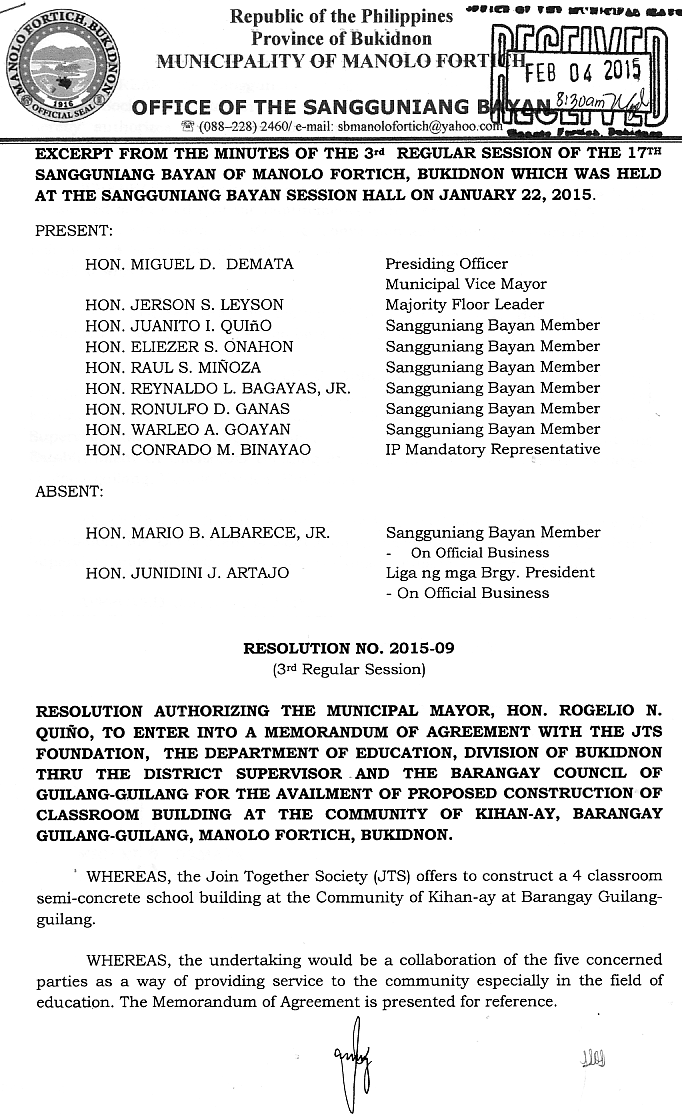 Republic of the Philippines
Province of Bukidnon
MUNICIPALITY OF MANOLO FORTICH
OFFICE OF THE SANGGUNIANG BAYAN
☏ (088-228) 2460/ e-mail: sbmanolofortich@yahoo.com
MANOLO FORTICH, BUKIDNON
1916
OFFICIAL SEAL
OFFICE OF THE MUNICIPAL
RECEIVED
FEB 04 2015
8:30am
Manolo Fortich, Bukidnon
EXCERPT FROM THE MINUTES OF THE 3rd REGULAR SESSION OF THE 17TH
SANGGUNIANG BAYAN OF MANOLO FORTICH, BUKIDNON WHICH WAS HELD
AT THE SANGGUNIANG BAYAN SESSION HALL ON JANUARY 22, 2015.
PRESENT:
HON. MIGUEL D. DEMATA Presiding Officer
Municipal Vice Mayor
HON. JERSON S. LEYSON Majority Floor Leader
HON. JUANITO I. QUIñO Sangguniang Bayan Member
HON. ELIEZER S. ONAHON Sangguniang Bayan Member
HON. RAUL S. MIÑOZA Sangguniang Bayan Member
HON. REYNALDO L. BAGAYAS, JR. Sangguniang Bayan Member
HON. RONULFO D. GANAS Sangguniang Bayan Member
HON. WARLEO A. GOAYAN Sangguniang Bayan Member
HON. CONRADO M. BINAYAO IP Mandatory Representative
ABSENT:
HON. MARIO B. ALBARECE, JR. Sangguniang Bayan Member
- On Official Business
HON. JUNIDINI J. ARTAJO Liga ng mga Brgy. President
- On Official Business
RESOLUTION NO. 2015-09
(3rd Regular Session)
RESOLUTION AUTHORIZING THE MUNICIPAL MAYOR, HON. ROGELIO N.
QUIÑO, TO ENTER INTO A MEMORANDUM OF AGREEMENT WITH THE JTS
FOUNDATION, THE DEPARTMENT OF EDUCATION, DIVISION OF BUKIDNON
THRU THE DISTRICT SUPERVISOR AND THE BARANGAY COUNCIL OF
GUILANG-GUILANG FOR THE AVAILMENT OF PROPOSED CONSTRUCTION OF
CLASSROOM BUILDING AT THE COMMUNITY OF KIHAN-AY, BARANGAY
GUILANG-GUILANG, MANOLO FORTICH, BUKIDNON.
WHEREAS, the Join Together Society (JTS) offers to construct a 4 classroom
semi-concrete school building at the Community of Kihan-ay at Barangay Guilang-
guilang.
WHEREAS, the undertaking would be a collaboration of the five concerned
parties as a way of providing service to the community especially in the field of
education. The Memorandum of Agreement is presented for reference.